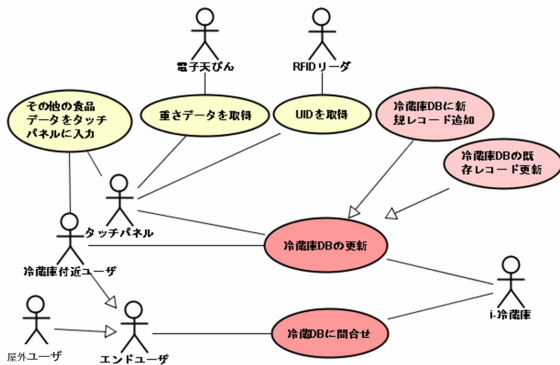 電子天びん
RFIDリーダ
その他の食品
データをタッチ
パネルに入力
重さデータを取得
UIDを取得
冷蔵庫DBに新
規レコード追加
冷蔵庫DBの既
存レコード更新
タッチパネル
冷蔵庫DBの更新
冷蔵庫付近ユーザ
i-冷蔵庫
冷蔵DBに問合せ
屋外ユーザ
エンドユーザ